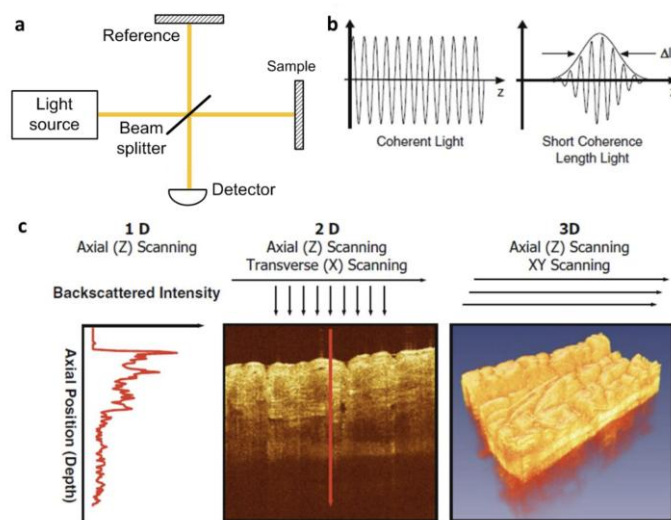 a
Reference
Sample
Light
source
Beam
splitter
Detector
b
z
Coherent Light
Short Coherence
Length Light
c
1 D
Axial (Z) Scanning
2 D
Axial (Z) Scanning
Transverse (X) Scanning
3D
Axial (Z) Scanning
XY Scanning
Backscattered Intensity
Axial Position (Depth)